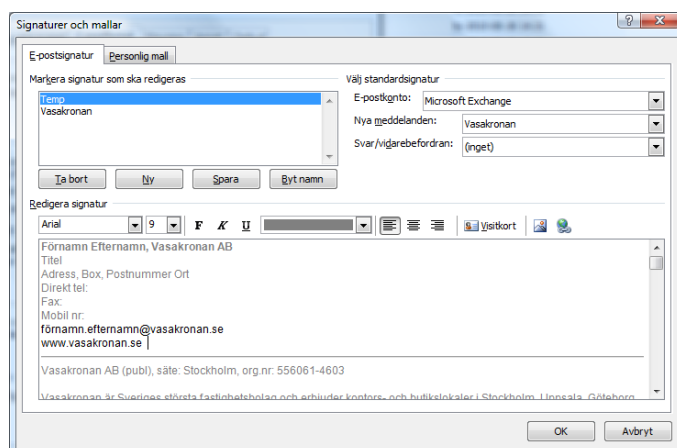 Signaturer och mallar
E-postsignatur
Personlig mall
Markera signatur som ska redigeras
Temp
Vasakronan
Ta bort
Ny
Spara
Byt namn
Välj standardsignatur
E-postkonto: Microsoft Exchange
Nya meddelanden: Vasakronan
Svar/vidarebefordran: (inget)
Redigera signatur
Arial 9 F K U Visitkort
Förnamn Efternamn, Vasakronan AB
Titel
Adress, Box, Postnummer Ort
Direkt tel:
Fax:
Mobil nr:
förnamn.efternamn@vasakronan.se
www.vasakronan.se
Vasakronan AB (publ), säte: Stockholm, org.nr: 556061-4603
Vasakronan är Sveriges största fastighetsbolag och erbjuder kontors- och butikslokaler i Stockholm, Uppsala, Göteborg
OK
Avbryt